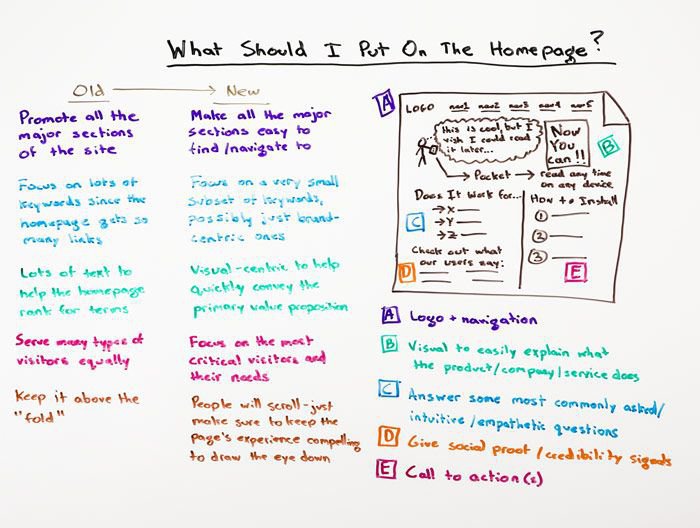 What Should I Put On The Homepage?
Old
New
Promote all the
major sections
of the site
Make all the major
sections easy to
find/navigate to
Focus on lots of
keywords since the
homepage gets so
many links
Focus on a very small
subset of keywords,
possibly just brand-
centric ones
Lots of text to
help the homepage
rank for terms
Visual-centric to help
quickly convey the
primary value proposition
Serve many types of
visitors equally
Focus on the most
critical visitors and
their needs
Keep it above the
"fold"
People will scroll-just
make sure to keep the
page's experience compelling
to draw the eye down
A
LOGO nav1 nav2 nav3 nav4 nav5
this is cool, but I
wish I could read
it later...
Now
You
can!!
B
Pocket
read any time
on any device
Does It Work for...
X
Y
Z
C
How to Install
1
2
3
Check out what
our users say:
D
E
A Logo + navigation
B Visual to easily explain what
the product/company/service does
C Answer some most commonly asked/
intuitive/empathetic questions
D Give social proof/credibility signals
E Call to action(s)